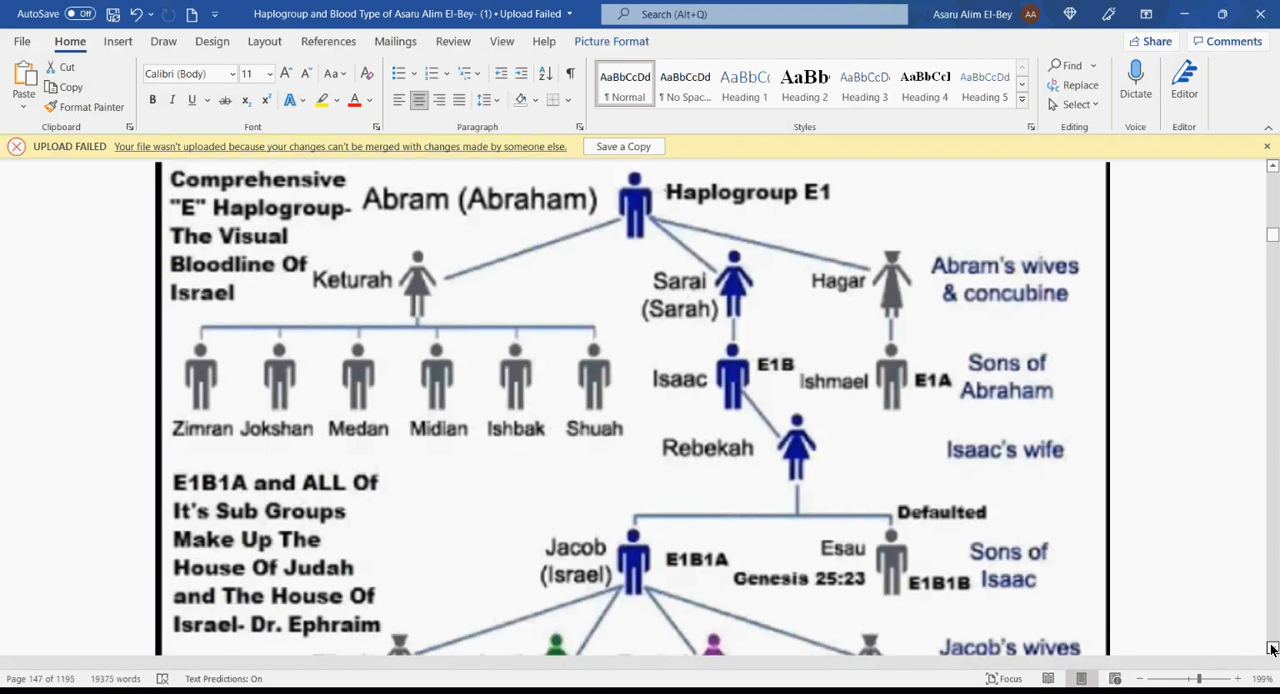 AutoSave Off
Haplogroup and Blood Type of Asaru Alim El-Bey- (1) • Upload Failed
Search (Alt+Q)
Asaru Alim El-Bey AA
File Home Insert Draw Design Layout References Mailings Review View Help Picture Format Share Comments
Paste Cut
Copy
Format Painter
Calibri (Body) 11
AaBbCcDd AaBbCcDd AaBbCc AaBb AaBbCcDd AaBbCcl AaBbCcDd
¶ Normal ¶ No Spac... Heading 1 Heading 2 Heading 3 Heading 4 Heading 5
Find
Replace
Select
Dictate
Editor
Clipboard Font Paragraph Styles Editing Voice Editor
UPLOAD FAILED Your file wasn't uploaded because your changes can't be merged with changes made by someone else. Save a Copy
Comprehensive
"E" Haplogroup-
The Visual
Bloodline Of
Israel
Abram (Abraham)
Haplogroup E1
Keturah
Sarai
(Sarah)
Hagar
Abram's wives
& concubine
Zimran Jokshan Medan Midian Ishbak Shuah
Isaac E1B
Ishmael E1A
Sons of
Abraham
Rebekah
Isaac's wife
E1B1A and ALL Of
It's Sub Groups
Make Up The
House Of Judah
and The House Of
Israel- Dr. Ephraim
Jacob
(Israel)
E1B1A
Defaulted
Esau
Genesis 25:23
E1B1B
Sons of
Isaac
Jacob's wives
Page 147 of 1195 19375 words Text Predictions: On Focus 199%